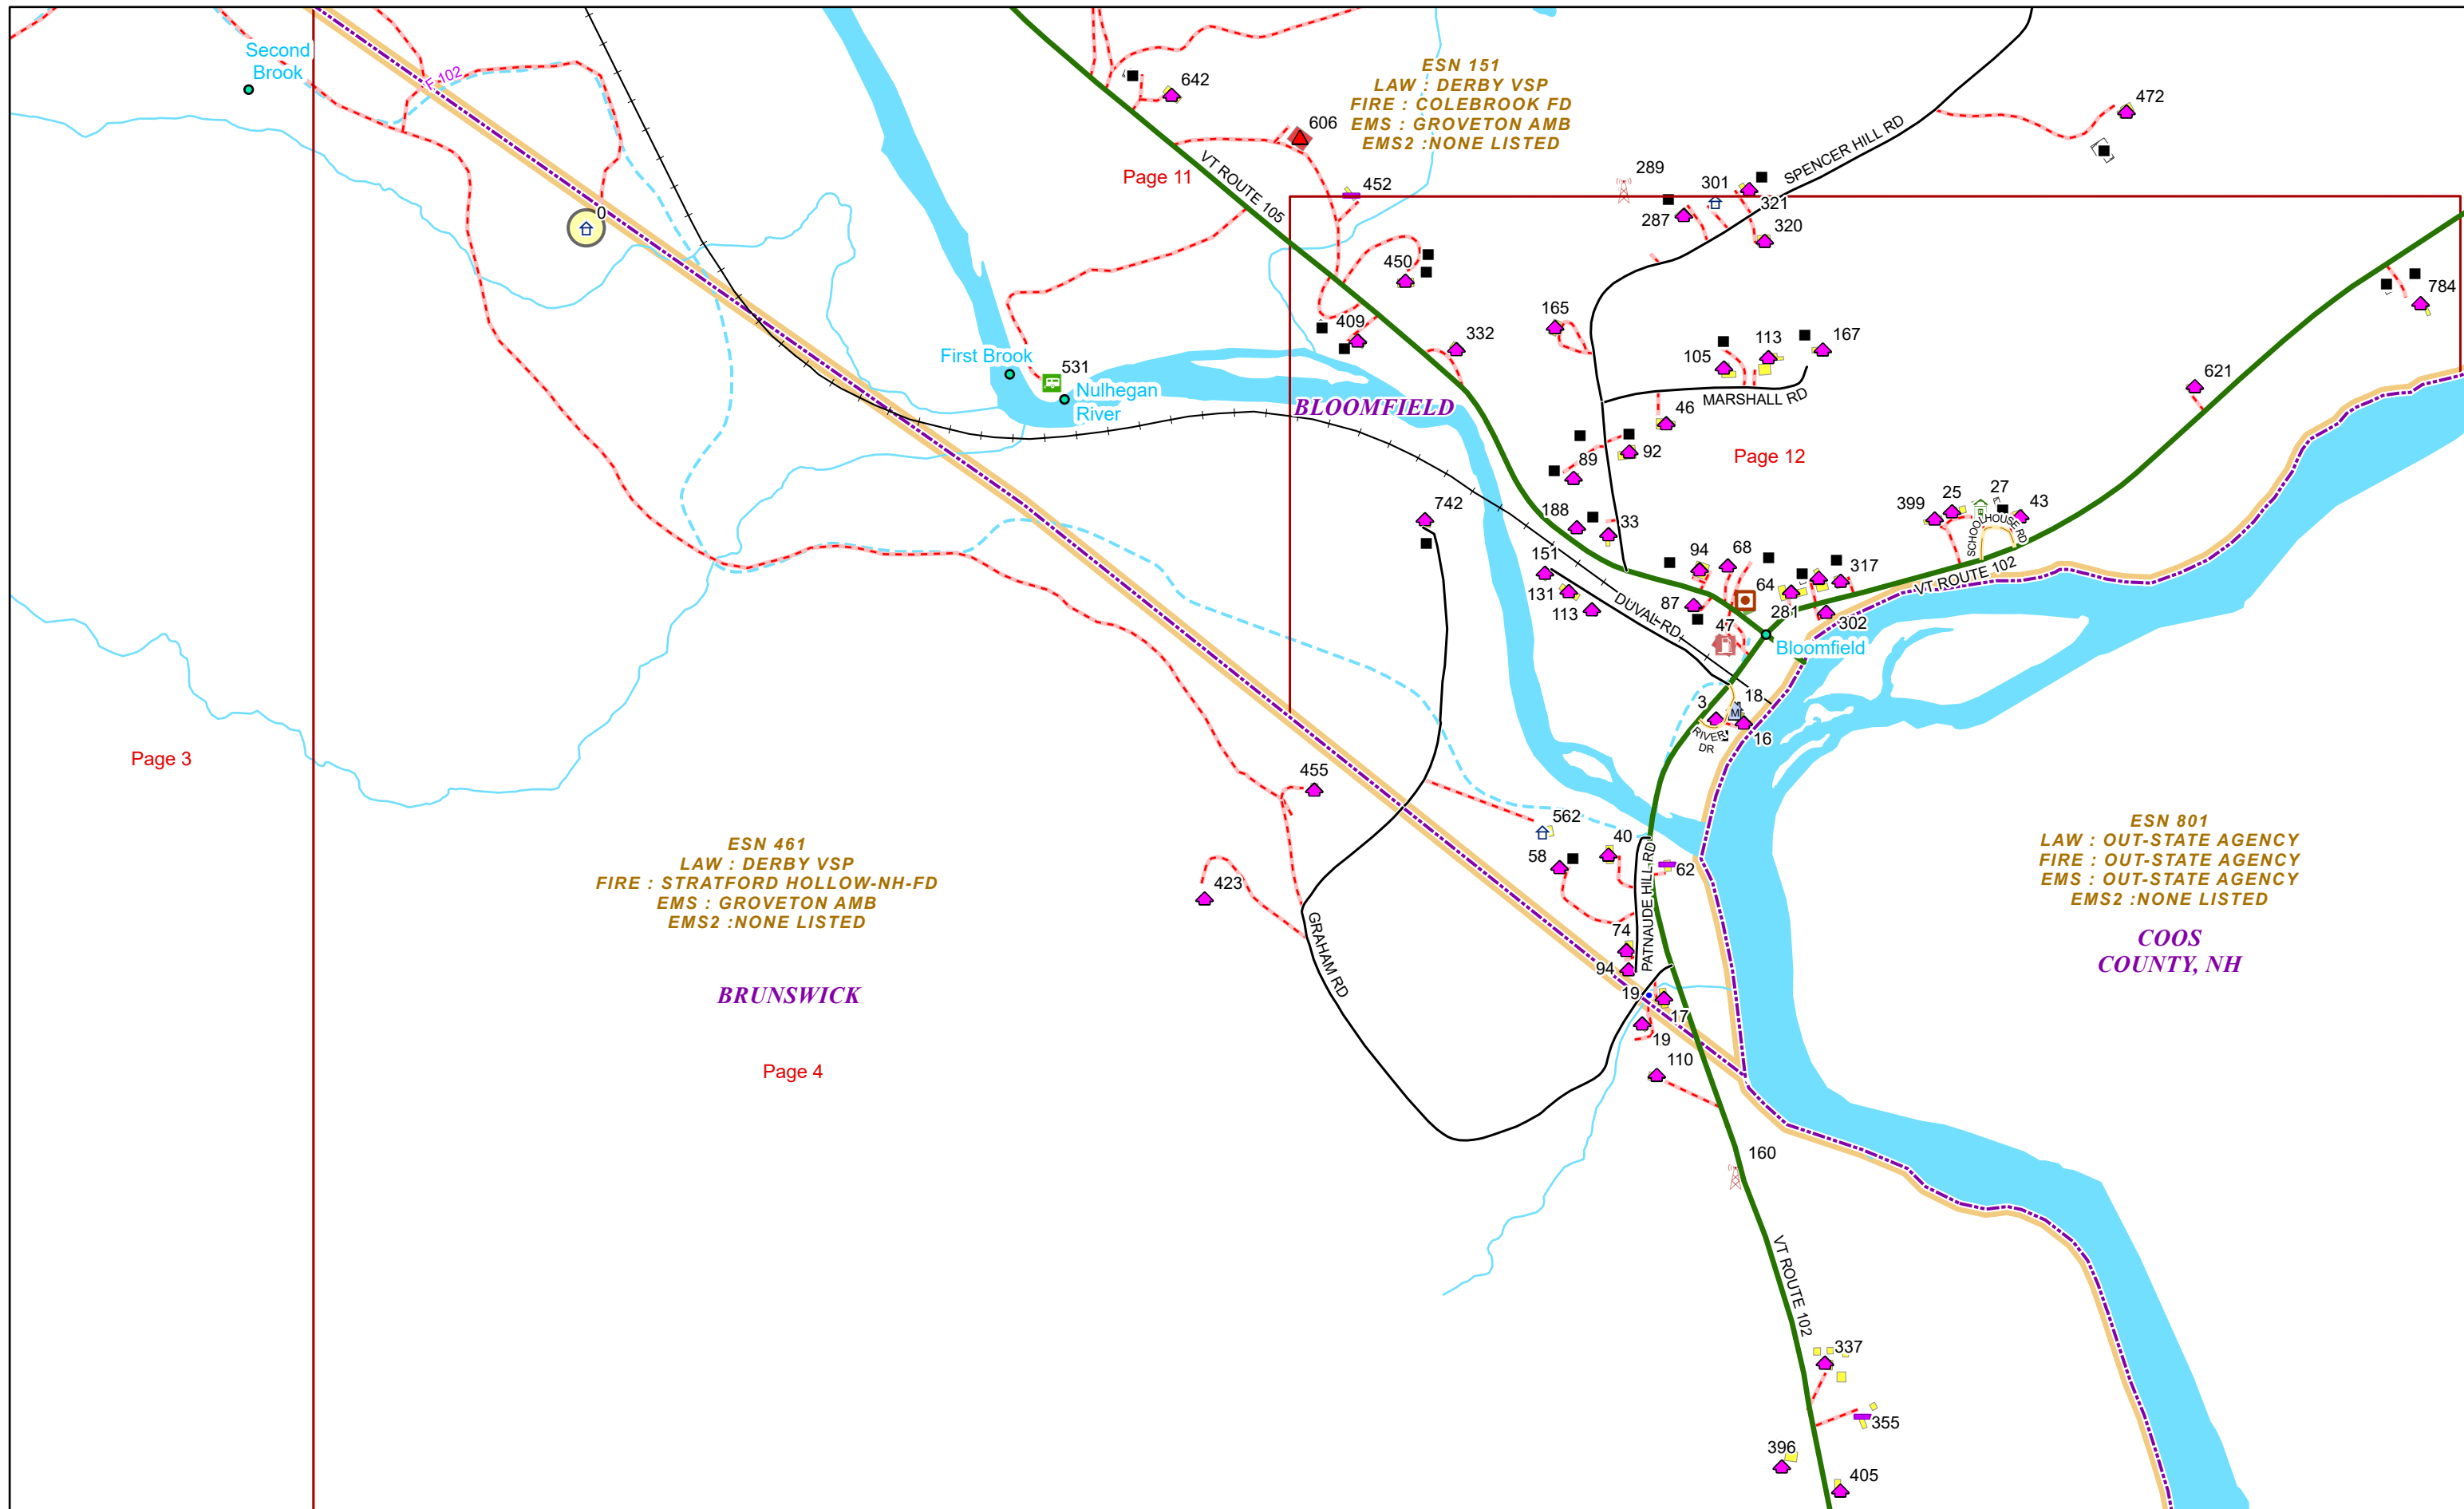 Second
Brook
F-102
0
642
ESN 151
LAW : DERBY VSP
FIRE : COLEBROOK FD
EMS : GROVETON AMB
EMS2 :NONE LISTED
606
Page 11
VT ROUTE 105
452
SPENCER HILL RD
472
289
301
287
321
320
450
409
332
165
105
113
167
784
621
First Brook
531
Nulhegan
River
BLOOMFIELD
MARSHALL RD
46
Page 12
92
89
742
188
33
399
25
27
43
SCHOOLHOUSE RD
VT ROUTE 102
151
131
113
DUVAL RD
94
68
64
317
87
281
302
47
Bloomfield
18
3
M
16
RIVER
DR
Page 3
455
562
40
58
62
PATNAUDE HILL RD
423
74
94
GRAHAM RD
19
17
19
110
160
ESN 461
LAW : DERBY VSP
FIRE : STRATFORD HOLLOW-NH-FD
EMS : GROVETON AMB
EMS2 :NONE LISTED
BRUNSWICK
Page 4
ESN 801
LAW : OUT-STATE AGENCY
FIRE : OUT-STATE AGENCY
EMS : OUT-STATE AGENCY
EMS2 :NONE LISTED
COOS
COUNTY, NH
VT ROUTE 102
337
355
396
405